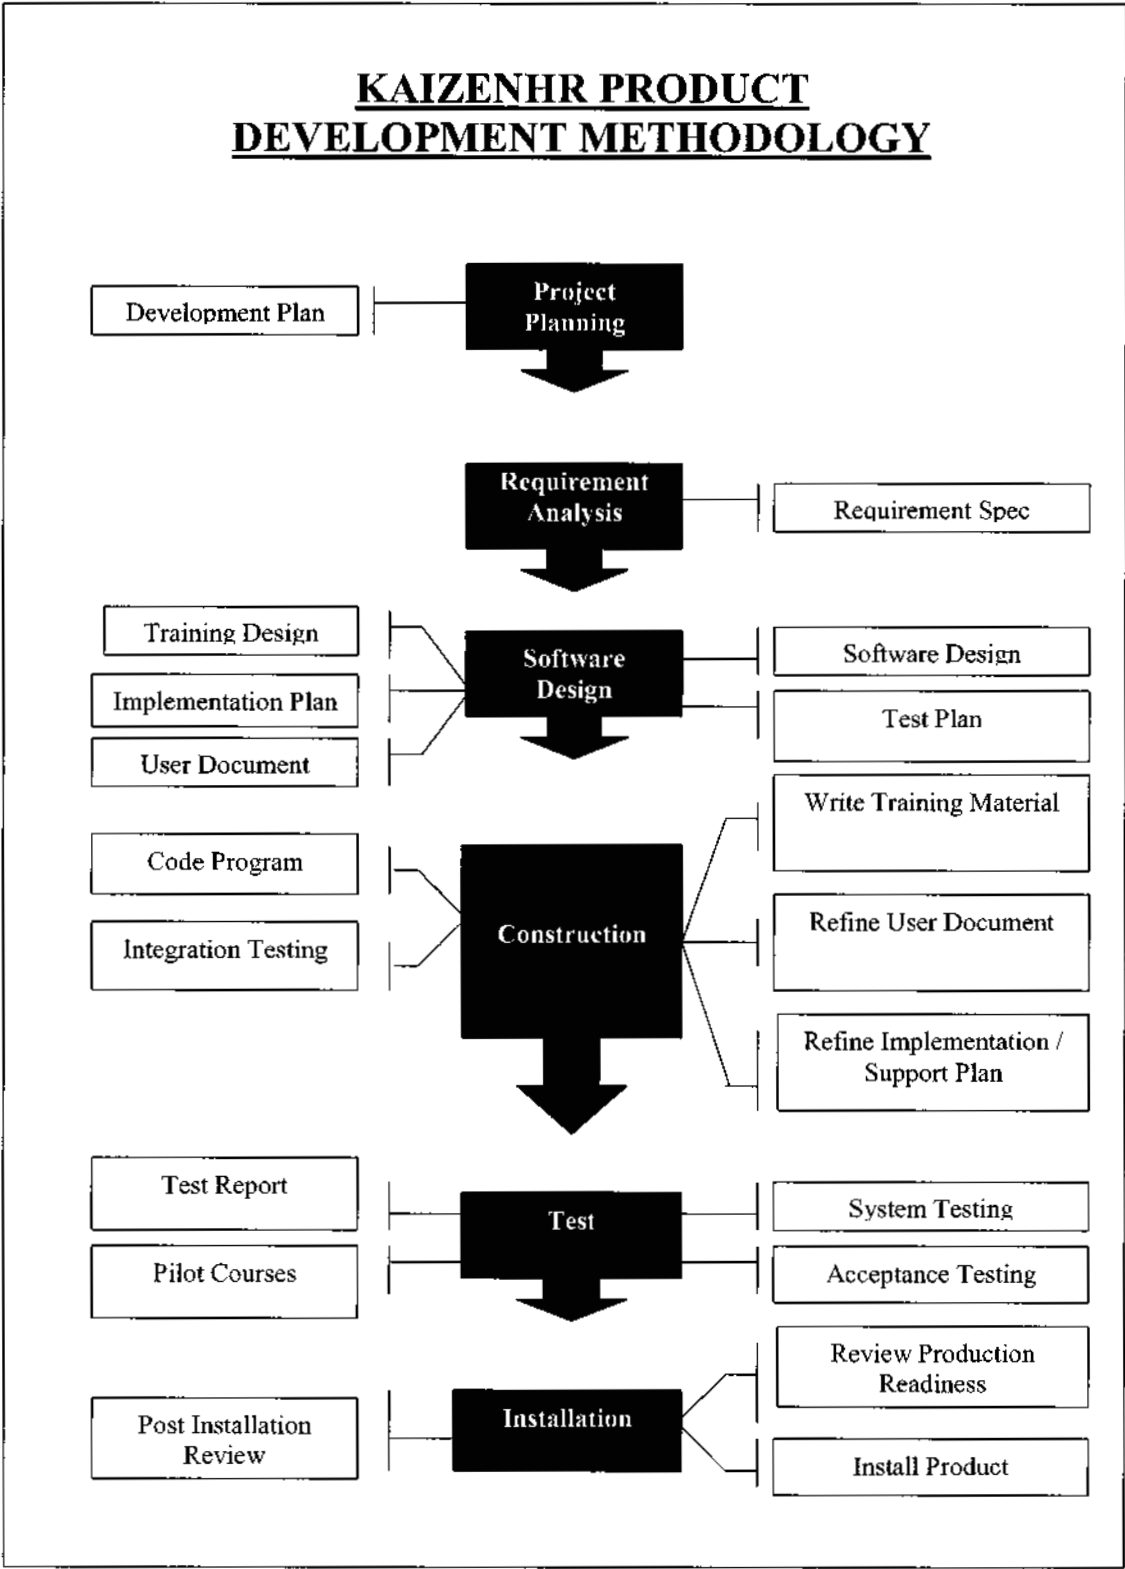 KAIZENHR PRODUCT
DEVELOPMENT METHODOLOGY
Project
Planning
Development Plan
Requirement
Analysis
Requirement Spec
Training Design
Implementation Plan
User Document
Software
Design
Software Design
Test Plan
Code Program
Integration Testing
Construction
Write Training Material
Refine User Document
Refine Implementation /
Support Plan
Test Report
Pilot Courses
Test
System Testing
Acceptance Testing
Post Installation
Review
Installation
Review Production
Readiness
Install Product